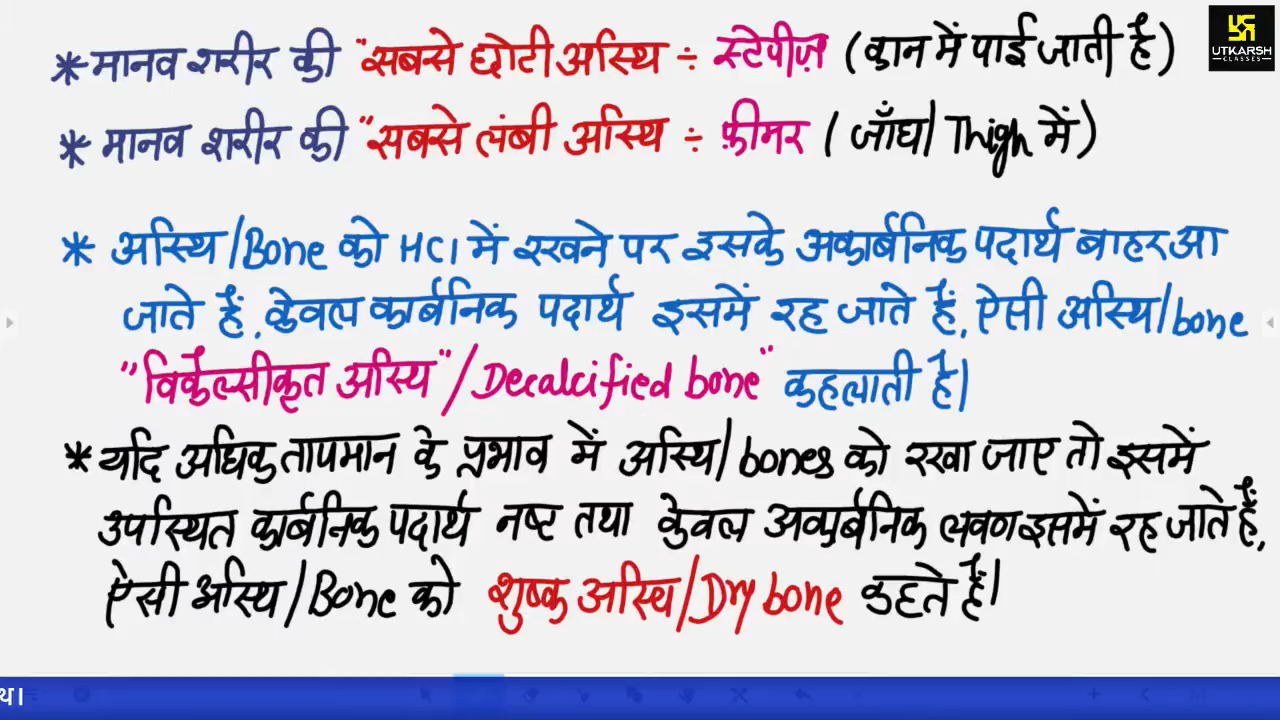 UTKARSH
CLASSES
* मानव शरीर की "सबसे छोटी अस्थि ÷ स्टेपीज़ (कान में पाई जाती है)
* मानव शरीर की "सबसे लंबी अस्थि ÷ फ़ीमर ( जाँघ/ Thigh में)
* अस्थि/Bone को HCl में रखने पर इसके अकार्बनिक पदार्थ बाहर आ
जाते हैं, केवल कार्बनिक पदार्थ इसमें रह जाते हैं, ऐसी अस्थि/bone
"विकैल्सीकृत अस्थि"/Decalcified bone" कहलाती है।
* यदि अधिक तापमान के प्रभाव में अस्थि/bones को रखा जाए तो इसमें
उपस्थित कार्बनिक पदार्थ नष्ट तथा केवल अकार्बनिक लवण इसमें रह जाते हैं,
ऐसी अस्थि/Bone को शुष्क अस्थि/Dry bone कहते हैं।
थ।